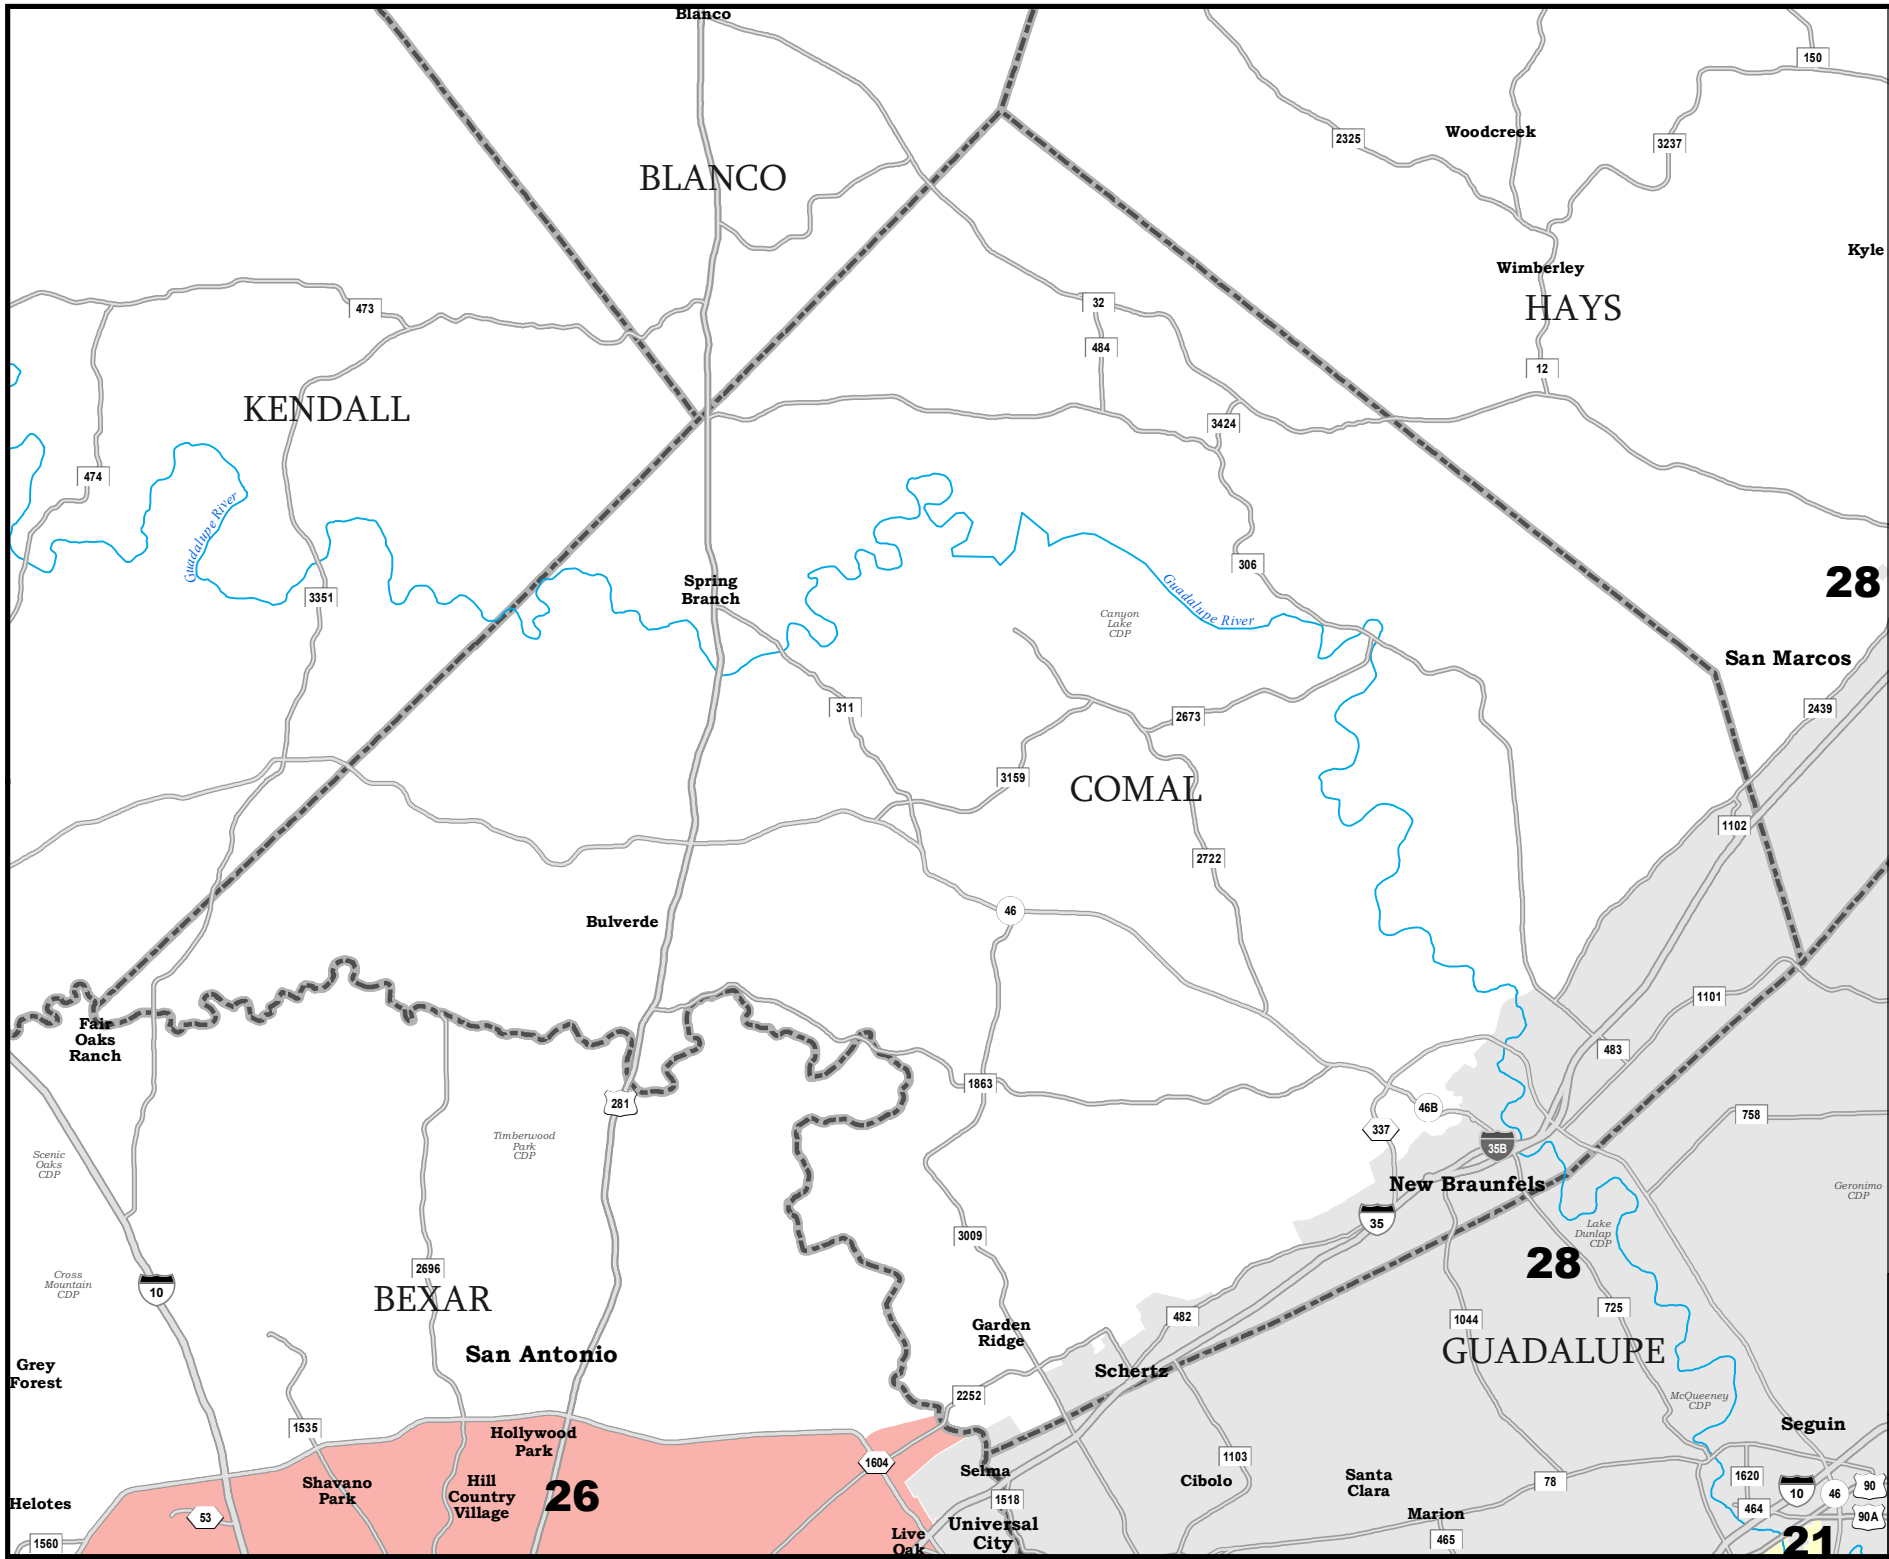 Blanco
150
2325
Woodcreek
3237
BLANCO
Kyle
Wimberley
HAYS
473
32
484
12
KENDALL
3424
474
Guadalupe River
306
28
Spring
Branch
3351
Guadalupe River
Canyon
Lake
CDP
San Marcos
311
2673
2439
3159
COMAL
1102
2722
46
Bulverde
1101
Fair
Oaks
Ranch
483
1863
281
46B
758
337
35B
Timberwood
Park
CDP
Scenic
Oaks
CDP
New Braunfels
Geronimo
CDP
35
Lake
Dunlap
CDP
3009
28
2696
Cross
Mountain
CDP
10
BEXAR
725
482
1044
Garden
Ridge
GUADALUPE
San Antonio
Grey
Forest
Schertz
2252
McQueeney
CDP
Seguin
1535
Hollywood
Park
1604
1103
Selma
Cibolo
Santa
Clara
78
1620
10
46
90
Shavano
Park
Hill
Country
Village
26
Helotes
53
1518
Marion
464
90A
Universal
City
Live
Oak
1560
465
21